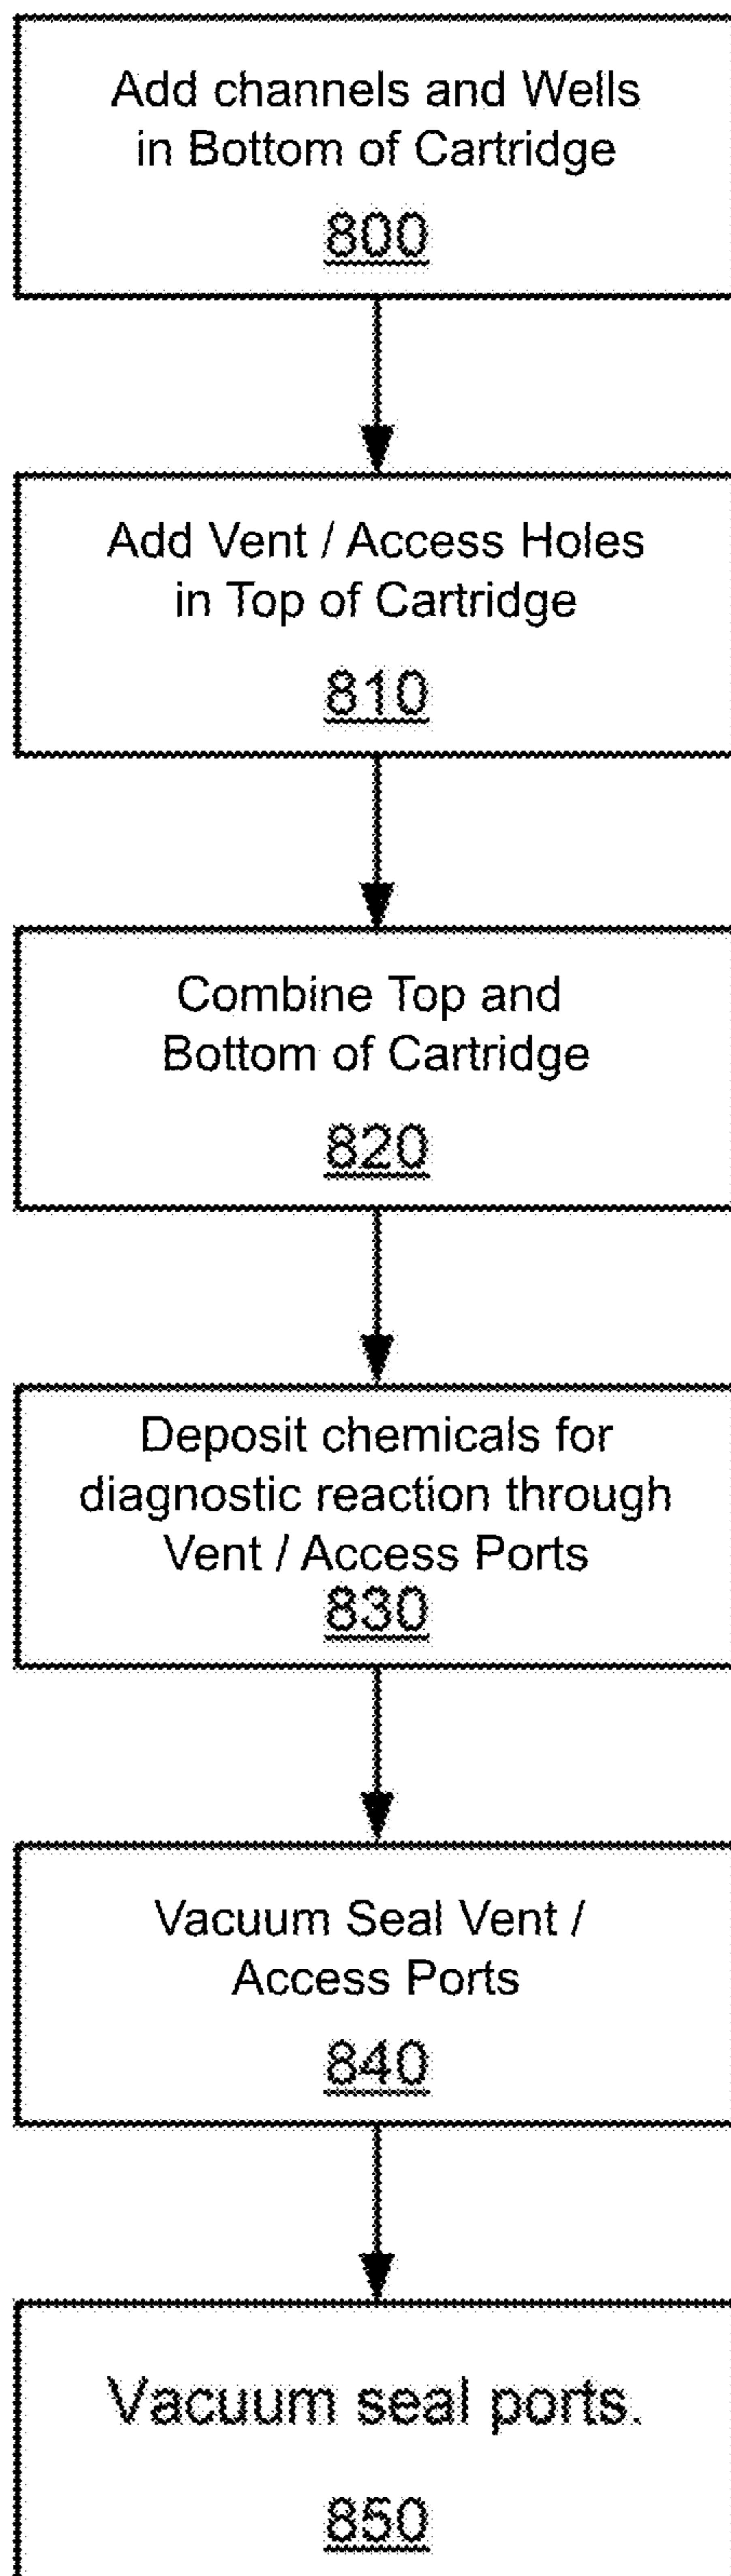 Add channels and Wells
in Bottom of Cartridge
800
Add Vent / Access Holes
in Top of Cartridge
810
Combine Top and
Bottom of Cartridge
820
Deposit chemicals for
diagnostic reaction through
Vent / Access Ports
830
Vacuum Seal Vent /
Access Ports
840
Vacuum seal ports.
850